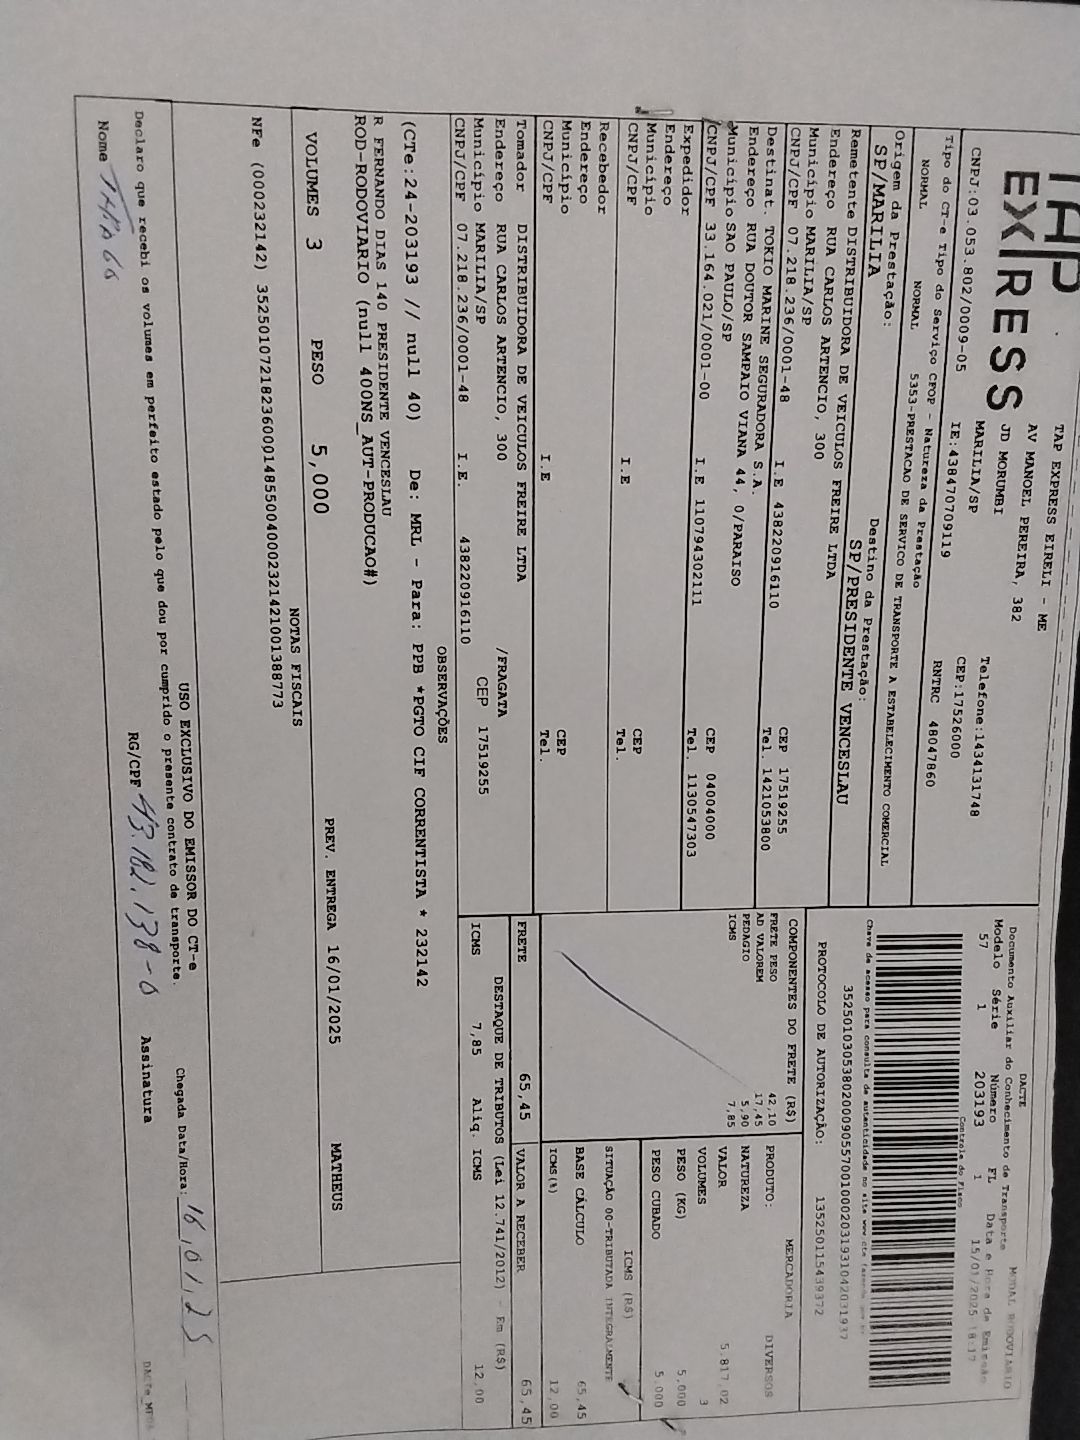 TAP
EXPRESS
TAP EXPRESS EIRELI - ME
AV MANOEL PEREIRA, 382
JD MORUMBI
MARILIA/SP
Telefone:1434131748
CEP:17526000
CNPJ:03.053.802/0009-05 IE:438470709119 RNTRC 48047860
Tipo do CT-e Tipo do Serviço CFOP - Natureza da Prestação
NORMAL NORMAL 5353-PRESTACAO DE SERVICO DE TRANSPORTE A ESTABELECIMENTO COMERCIAL
Origem da Prestação: Destino da Prestação:
SP/MARILIA SP/PRESIDENTE VENCESLAU
Remetente DISTRIBUIDORA DE VEICULOS FREIRE LTDA
Endereço RUA CARLOS ARTENCIO, 300
Município MARILIA/SP CEP 17519255
CNPJ/CPF 07.218.236/0001-48 I.E 438220916110 Tel. 1421053800
Destinat. TOKIO MARINE SEGURADORA S.A.
Endereço RUA DOUTOR SAMPAIO VIANA 44, 0/PARAISO
Município SAO PAULO/SP CEP 04004000
CNPJ/CPF 33.164.021/0001-00 I.E 110794302111 Tel. 1130547303
Expedidor
Endereço
Município CEP
CNPJ/CPF I.E Tel.
Recebedor
Endereço
Município CEP
CNPJ/CPF I.E Tel.
Tomador DISTRIBUIDORA DE VEICULOS FREIRE LTDA
Endereço RUA CARLOS ARTENCIO, 300 /FRAGATA
Município MARILIA/SP CEP 17519255
CNPJ/CPF 07.218.236/0001-48 I.E. 438220916110
DACTE
Documento Auxiliar do Conhecimento de Transporte MODAL RODOVIARIO
Modelo Série Número FL Data e Hora de Emissão
57 1 203193 1 15/01/2025 18:17
Controle do Fisco
Chave de acesso para consulta de autenticidade no site www.cte.fazenda
PROTOCOLO DE AUTORIZAÇÃO: 135250115439372
COMPONENTES DO FRETE (R$)
FRETE PESO 42,10
AD VALOREM 17,45
PEDAGIO 5,90
ICMS 7,85
MERCADORIA
PRODUTO: DIVERSOS
NATUREZA
VALOR 5.817,02
VOLUMES 3
PESO (KG) 5.000
PESO CUBADO 5.000
ICMS (R$)
SITUAÇÃO 00-TRIBUTADA INTEGRALMENTE
BASE CÁLCULO 65,45
ICMS(%) 12,00
FRETE 65,45 VALOR A RECEBER 65,45
DESTAQUE DE TRIBUTOS (Lei 12.741/2012) - Em (R$)
ICMS 7,85 Aliq. ICMS 12,00
OBSERVAÇÕES
(CTe:24-203193 // null 40) De: MRL - Para: PPB *PGTO CIF CORRENTISTA * 232142
R FERNANDO DIAS 140 PRESIDENTE VENCESLAU
ROD-RODOVIARIO (null 400NS_AUT-PRODUCAO#)
VOLUMES 3 PESO 5,000 PREV. ENTREGA 16/01/2025 MATHEUS
NOTAS FISCAIS
NFe (000232142) 35250107218236000148550040002321421001388773
USO EXCLUSIVO DO EMISSOR DO CT-e
Declaro que recebi os volumes em perfeito estado pelo que dou por cumprido o presente contrato de transporte. Chegada Data/Hora: 16,01,25
Nome RG/CPF 43.182.138-0 Assinatura